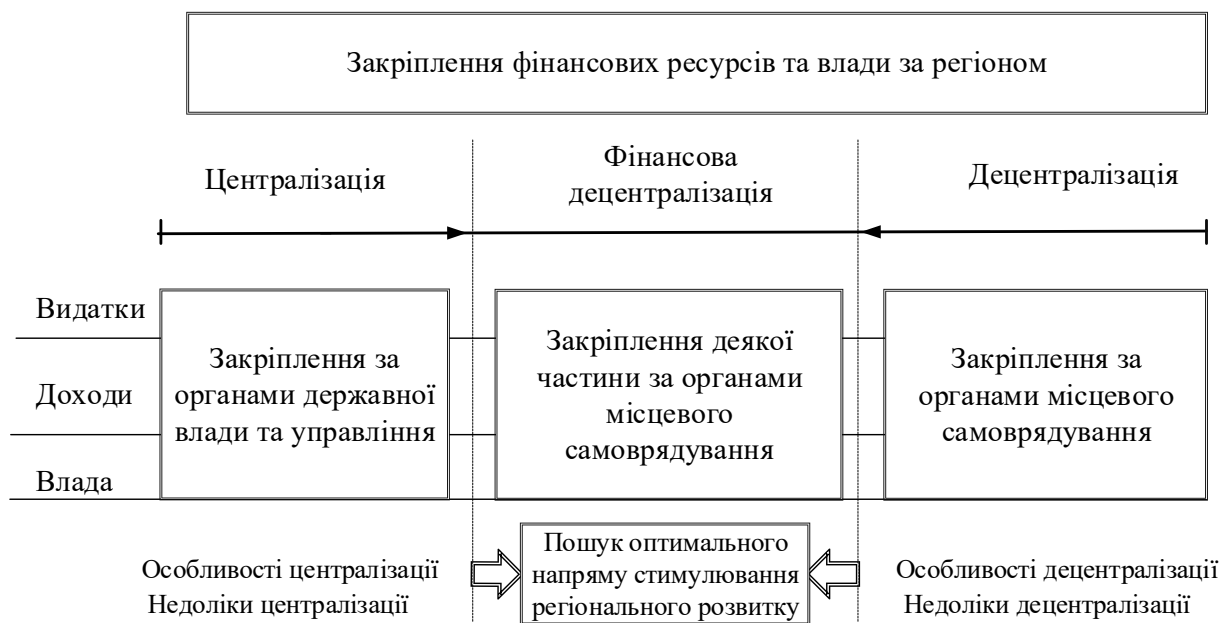 Закріплення фінансових ресурсів та влади за регіоном
Централізація
Фінансова
децентралізація
Децентралізація
Видатки
Доходи
Влада
Закріплення за
органами державної
влади та управління
Закріплення деякої
частини за органами
місцевого
самоврядування
Закріплення за
органами місцевого
самоврядування
Особливості централізації
Недоліки централізації
Пошук оптимального
напряму стимулювання
регіонального розвитку
Особливості децентралізації
Недоліки децентралізації